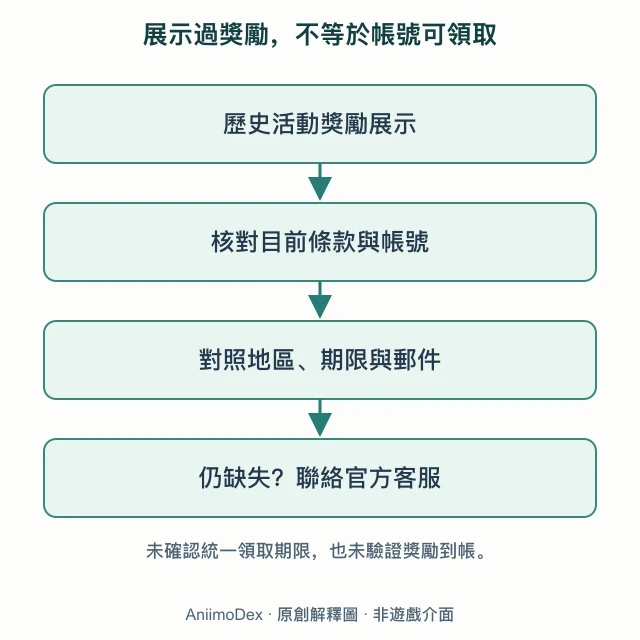 展示過獎勵，不等於帳號可領取
歷史活動獎勵展示
核對目前條款與帳號
對照地區、期限與郵件
仍缺失？聯絡官方客服
未確認統一領取期限，也未驗證獎勵到帳。
AniimoDex · 原創解釋圖 · 非遊戲介面